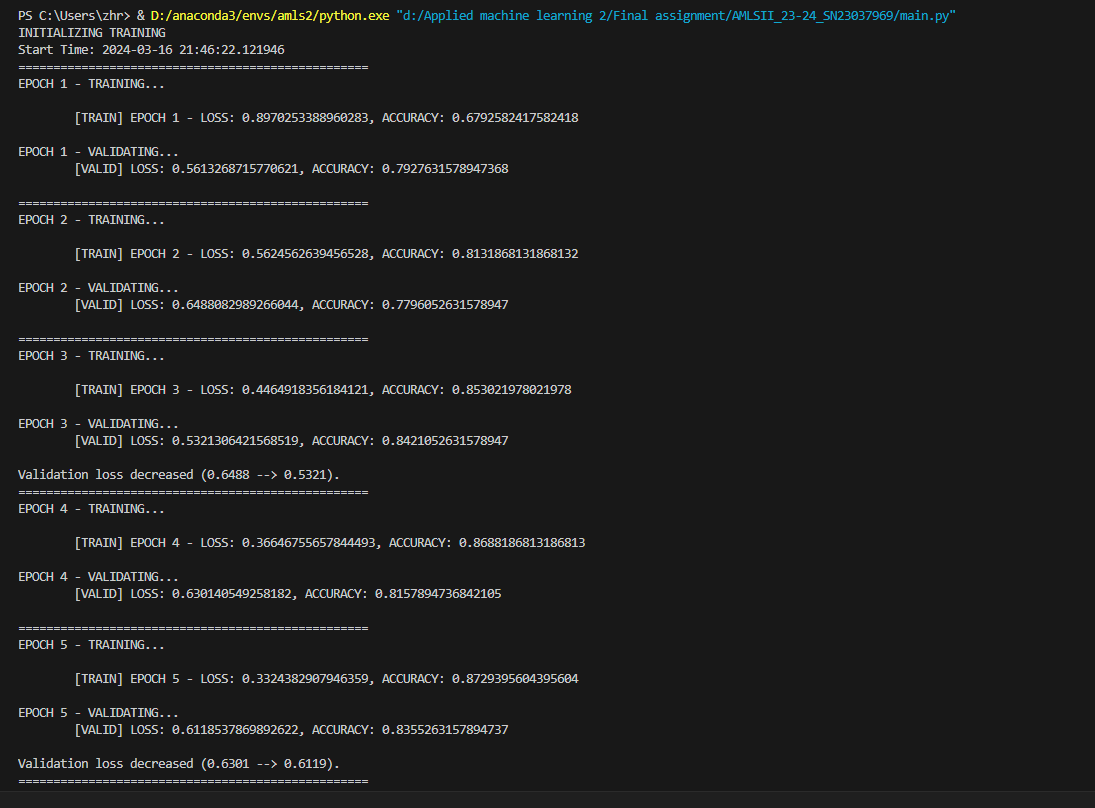 PS C:\Users\zhr> & D:/anaconda3/envs/amls2/python.exe "d:/Applied machine learning 2/Final assignment/AMLSII_23-24_SN23037969/main.py"
INITIALIZING TRAINING
Start Time: 2024-03-16 21:46:22.121946
==================================================
EPOCH 1 - TRAINING...
[TRAIN] EPOCH 1 - LOSS: 0.8970253388960283, ACCURACY: 0.6792582417582418
EPOCH 1 - VALIDATING...
[VALID] LOSS: 0.5613268715770621, ACCURACY: 0.7927631578947368
==================================================
EPOCH 2 - TRAINING...
[TRAIN] EPOCH 2 - LOSS: 0.5624562639456528, ACCURACY: 0.8131868131868132
EPOCH 2 - VALIDATING...
[VALID] LOSS: 0.6488082989266044, ACCURACY: 0.7796052631578947
==================================================
EPOCH 3 - TRAINING...
[TRAIN] EPOCH 3 - LOSS: 0.4464918356184121, ACCURACY: 0.853021978021978
EPOCH 3 - VALIDATING...
[VALID] LOSS: 0.5321306421568519, ACCURACY: 0.8421052631578947
Validation loss decreased (0.6488 --> 0.5321).
==================================================
EPOCH 4 - TRAINING...
[TRAIN] EPOCH 4 - LOSS: 0.36646755657844493, ACCURACY: 0.8688186813186813
EPOCH 4 - VALIDATING...
[VALID] LOSS: 0.630140549258182, ACCURACY: 0.8157894736842105
==================================================
EPOCH 5 - TRAINING...
[TRAIN] EPOCH 5 - LOSS: 0.3324382907946359, ACCURACY: 0.8729395604395604
EPOCH 5 - VALIDATING...
[VALID] LOSS: 0.6118537869892622, ACCURACY: 0.8355263157894737
Validation loss decreased (0.6301 --> 0.6119).
==================================================